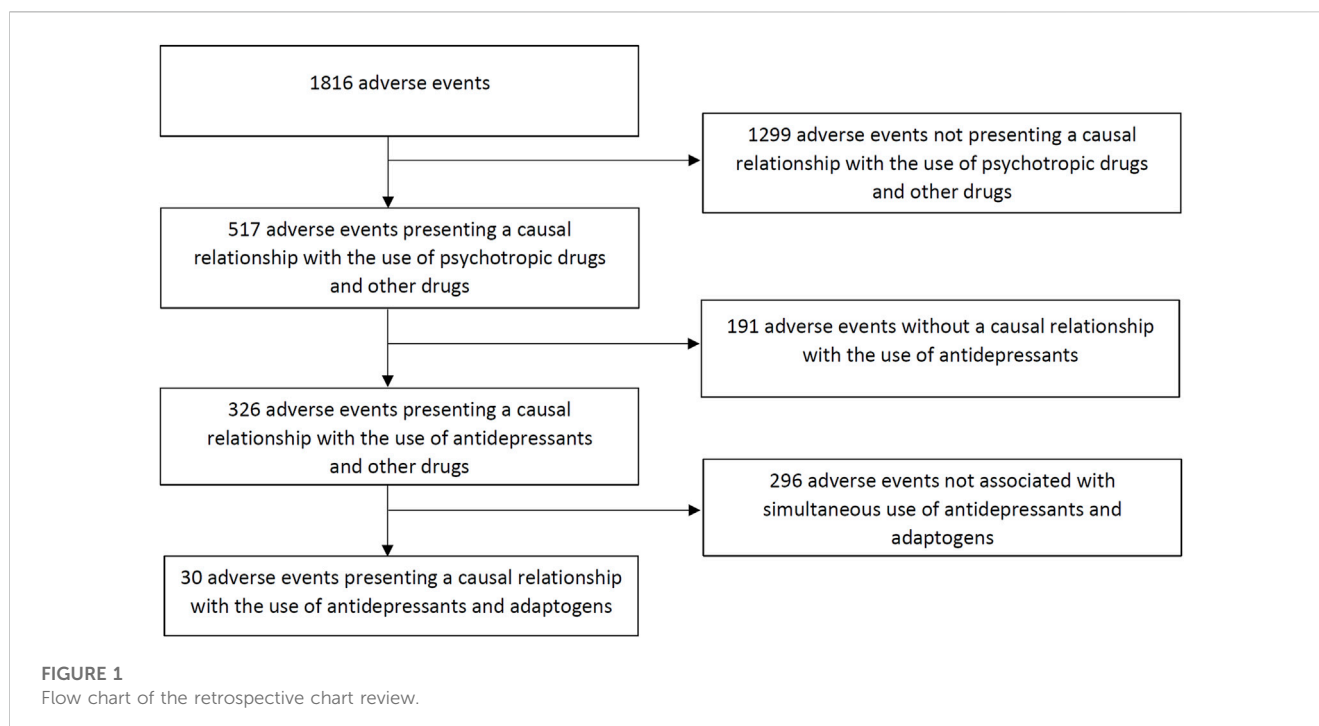 1816 adverse events
1299 adverse events not presenting a causal
relationship with the use of psychotropic drugs
and other drugs
517 adverse events presenting a causal
relationship with the use of psychotropic drugs
and other drugs
191 adverse events without a causal relationship
with the use of antidepressants
326 adverse events presenting a causal
relationship with the use of antidepressants
and other drugs
296 adverse events not associated with
simultaneous use of antidepressants and
adaptogens
30 adverse events presenting a causal relationship
with the use of antidepressants and adaptogens
FIGURE 1
Flow chart of the retrospective chart review.